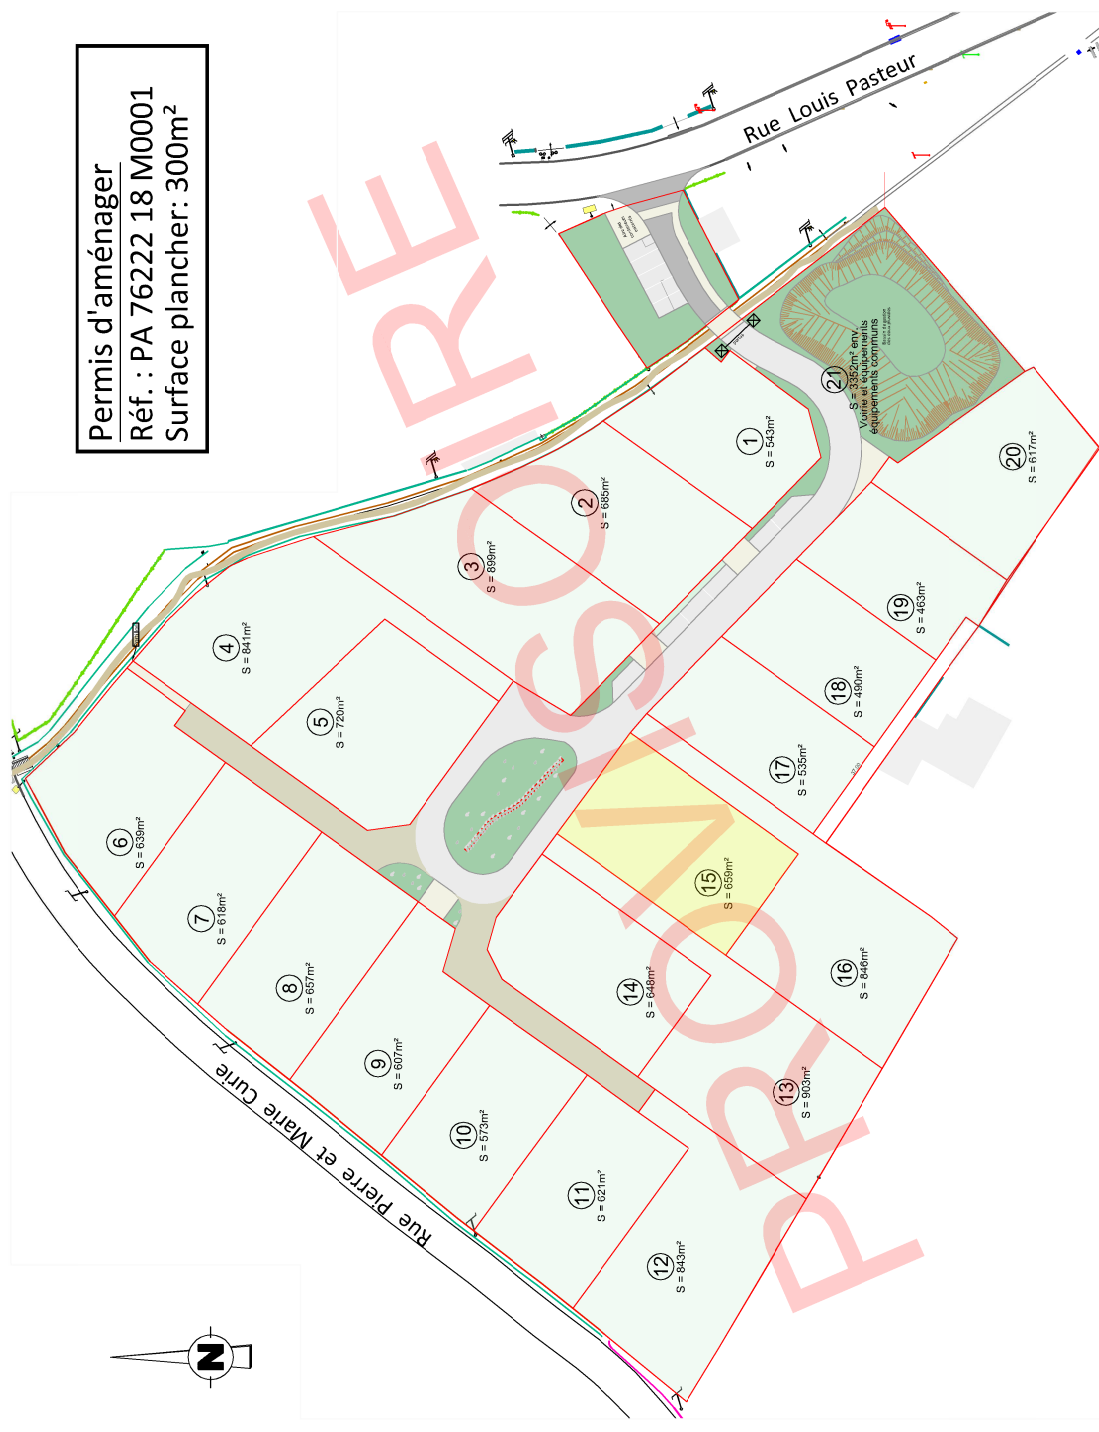 Permis d'aménager
Réf. : PA 76222 18 M0001
Surface plancher: 300m²
PROVISOIRE
Rue Louis Pasteur
Rue Pierre et Marie Curie
1
S = 543m²
2
S = 685m²
3
S = 899m²
4
S = 841m²
5
S = 720m²
6
S = 639m²
7
S = 618m²
8
S = 657m²
9
S = 607m²
10
S = 573m²
11
S = 621m²
12
S = 843m²
13
S = 903m²
14
S = 648m²
15
S = 659m²
16
S = 846m²
17
S = 535m²
18
S = 490m²
19
S = 463m²
20
S = 617m²
21
S = 3352m² env.
Voirie et équipements
équipements communs
N